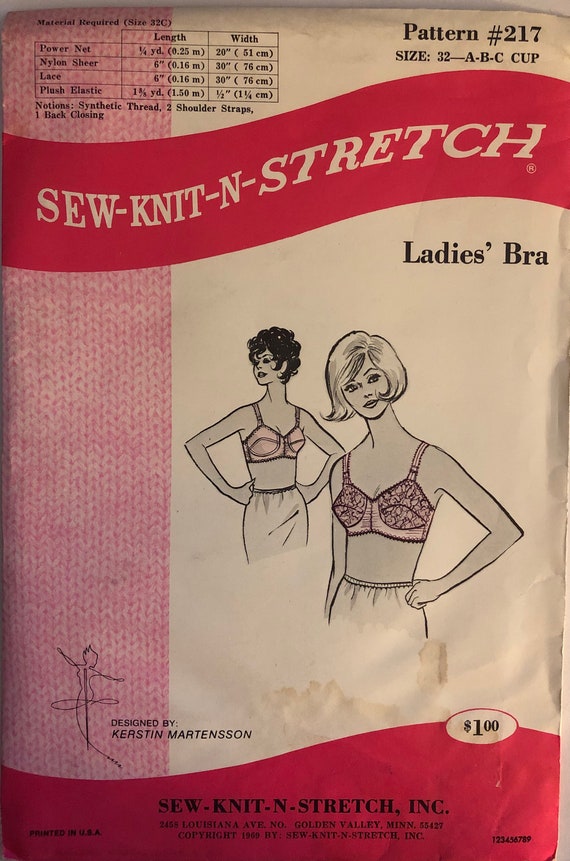 Material Required (Size 32C)
Length Width
Power Net ¼ yd. (0.25 m) 20" ( 51 cm)
Nylon Sheer 6" (0.16 m) 30" ( 76 cm)
Lace 6" (0.16 m) 30" ( 76 cm)
Plush Elastic 1⅝ yd. (1.50 m) ½" (1¼ cm)
Notions: Synthetic Thread, 2 Shoulder Straps,
1 Back Closing
Pattern #217
SIZE: 32—A-B-C CUP
SEW-KNIT-N-STRETCH®
Ladies' Bra
DESIGNED BY:
KERSTIN MARTENSSON
$1.00
SEW-KNIT-N-STRETCH, INC.
2459 LOUISIANA AVE. NO. GOLDEN VALLEY, MINN. 55427
COPYRIGHT 1969 BY: SEW-KNIT-N-STRETCH, INC.
PRINTED IN U.S.A.
123456789